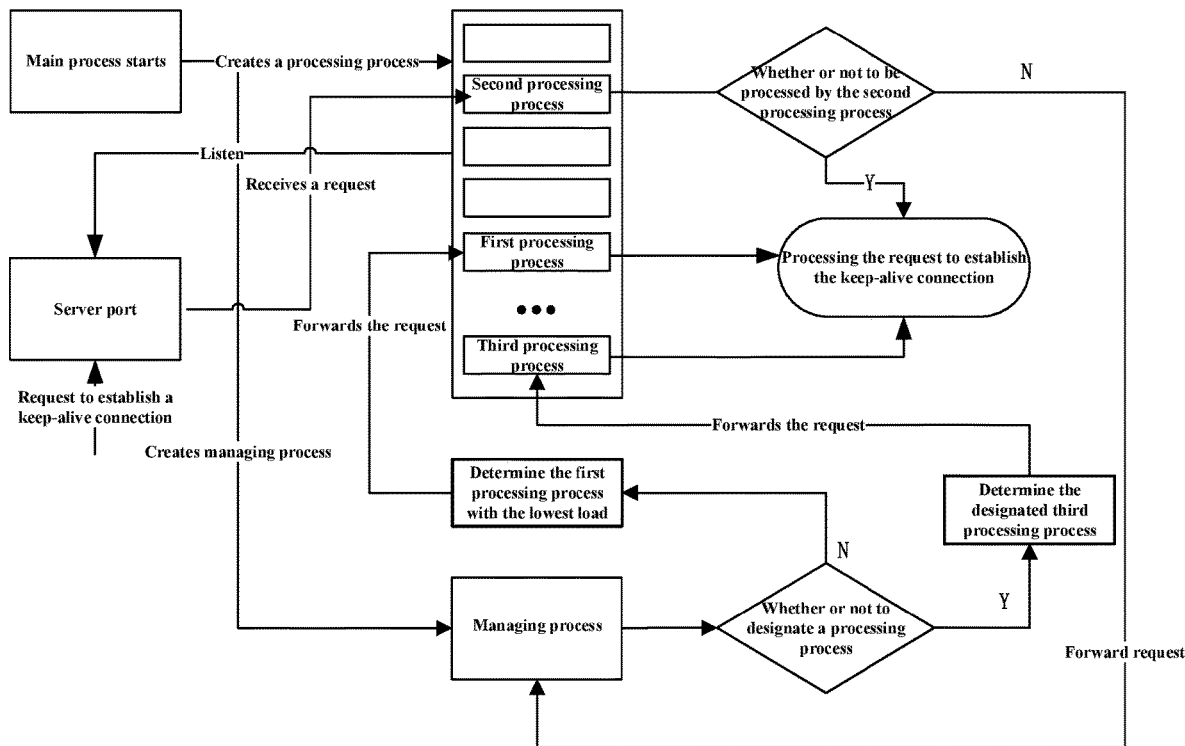 Main process starts
Creates a processing process
Second processing
process
Whether or not to be
processed by the second
processing process
N
Listen
Receives a request
Y
First processing
process
Processing the request to establish
the keep-alive connection
Server port
Forwards the request
●●●
Third processing
process
Request to establish a
keep-alive connection
Forwards the request
Creates managing process
Determine the first
processing process
with the lowest load
Determine the
designated third
processing process
N
Y
Managing process
Whether or not to
designate a processing
process
Forward request